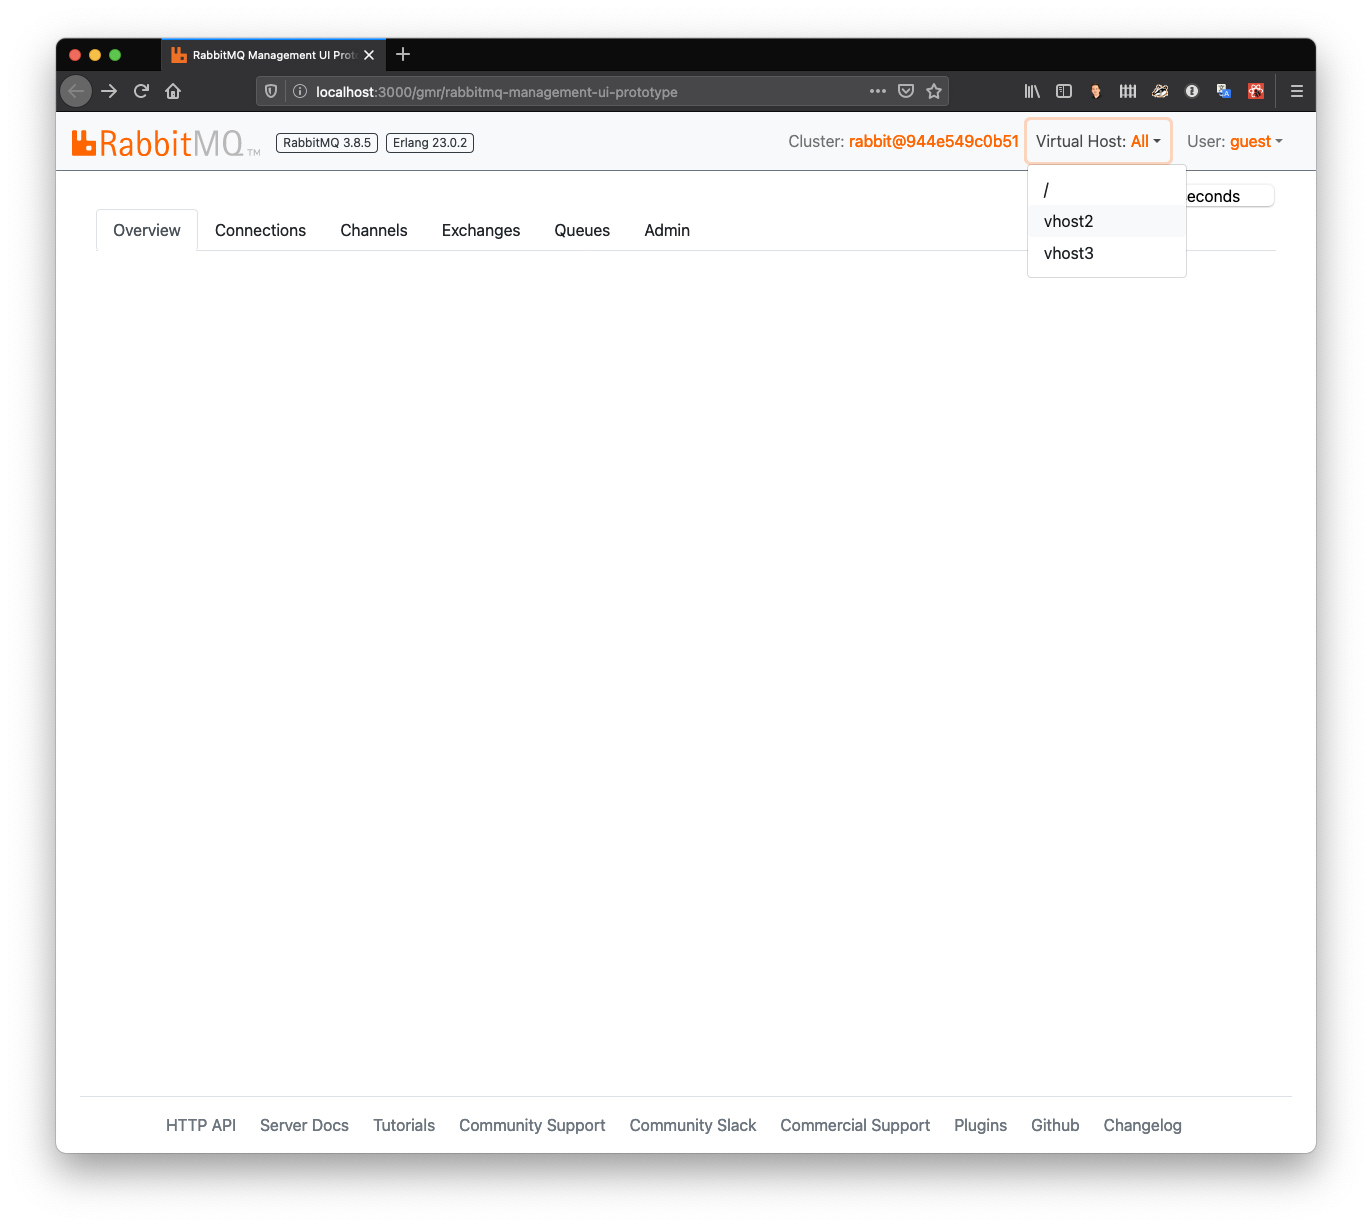 RabbitMQ Management UI Prot
localhost:3000/gmr/rabbitmq-management-ui-prototype
RabbitMQ TM
RabbitMQ 3.8.5
Erlang 23.0.2
Cluster: rabbit@944e549c0b51
Virtual Host: All
User: guest
/
vhost2
vhost3
econds
Overview
Connections
Channels
Exchanges
Queues
Admin
HTTP API
Server Docs
Tutorials
Community Support
Community Slack
Commercial Support
Plugins
Github
Changelog